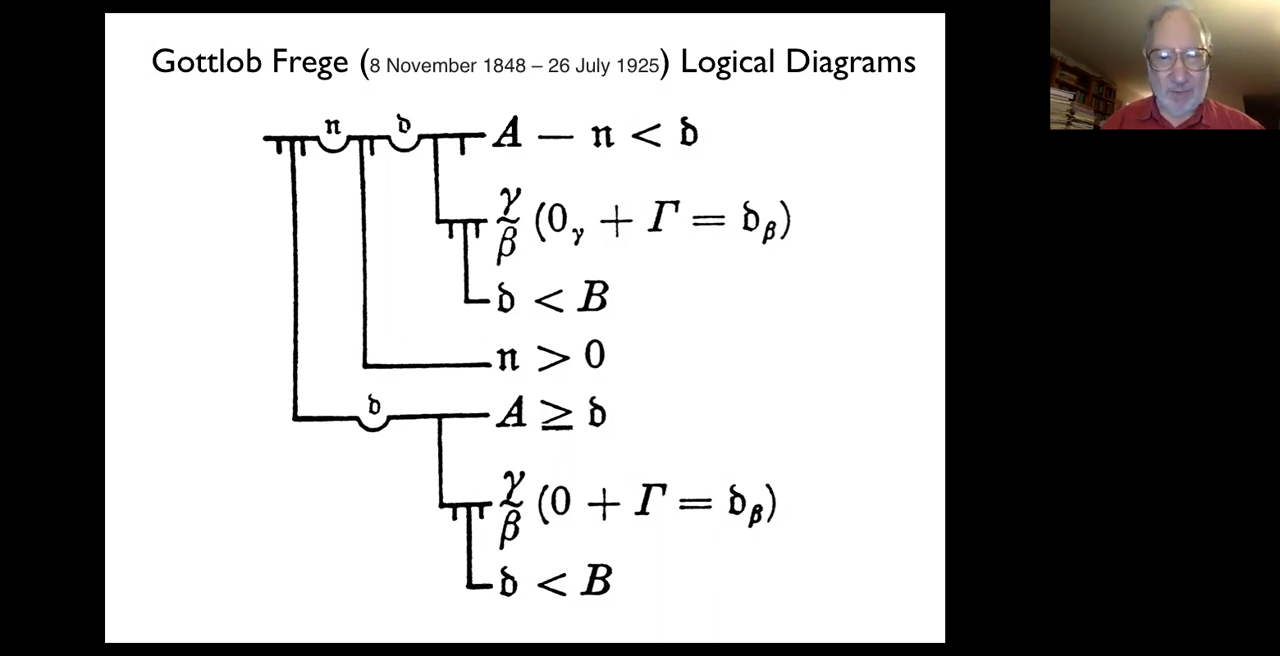 Gottlob Frege (8 November 1848 – 26 July 1925) Logical Diagrams
𝔫 𝔡 A — 𝔫 < 𝔡
γ
~
β (0γ + Γ = 𝔡β)
𝔡 < B
𝔫 > 0
𝔡 A ≥ 𝔡
γ
~
β (0 + Γ = 𝔡β)
𝔡 < B